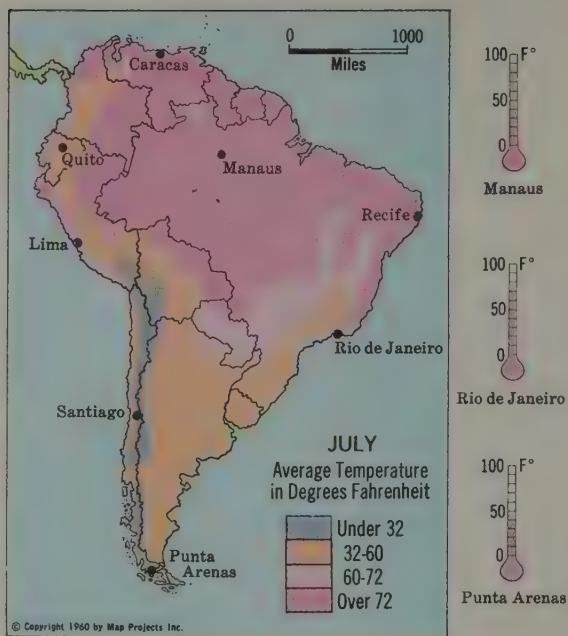 0 1000
Miles
Caracas
Quito
Manaus
Recife
Lima
Rio de Janeiro
Santiago
Punta
Arenas
JULY
Average Temperature
in Degrees Fahrenheit
Under 32
32-60
60-72
Over 72
© Copyright 1960 by Map Projects Inc.
100 F°
50
0
Manaus
100 F°
50
0
Rio de Janeiro
100 F°
50
0
Punta Arenas